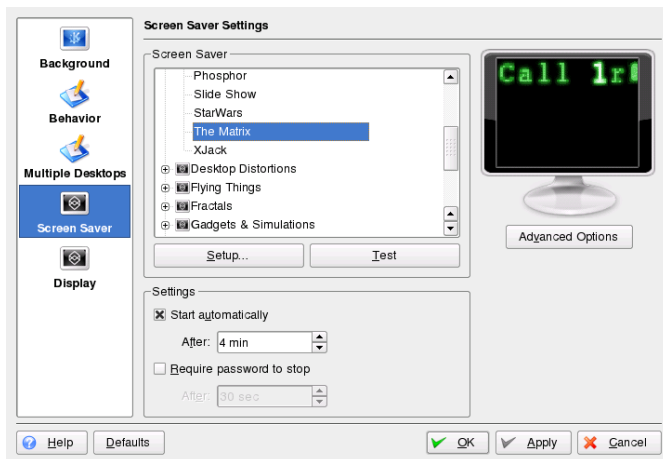 Background
Behavior
Multiple Desktops
Screen Saver
Display
Screen Saver Settings
Screen Saver
Phosphor
Slide Show
StarWars
The Matrix
XJack
Desktop Distortions
Flying Things
Fractals
Gadgets & Simulations
Setup...
Test
Call 1r
Advanced Options
Settings
Start automatically
After: 4 min
Require password to stop
After: 30 sec
Help
Defaults
OK
Apply
Cancel